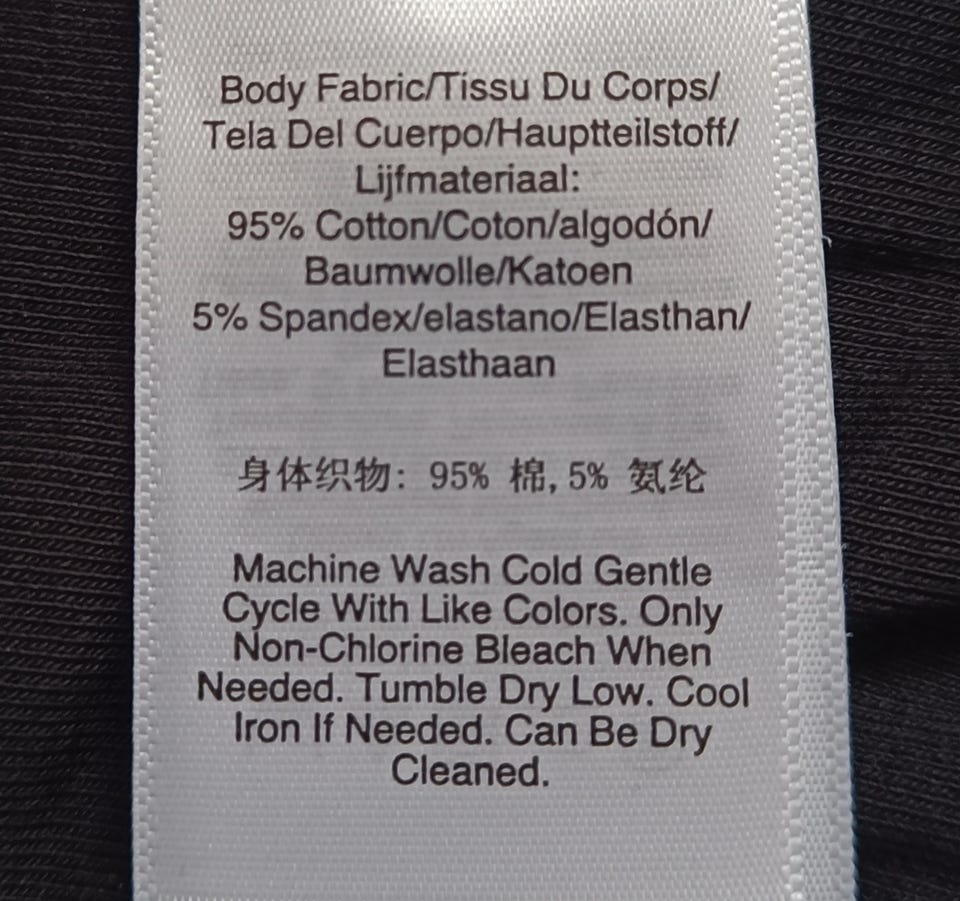 Body Fabric/Tissu Du Corps/
Tela Del Cuerpo/Hauptteilstoff/
Lijfmateriaal:
95% Cotton/Coton/algodón/
Baumwolle/Katoen
5% Spandex/elastano/Elasthan/
Elasthaan
身体织物: 95% 棉, 5% 氨纶
Machine Wash Cold Gentle
Cycle With Like Colors. Only
Non-Chlorine Bleach When
Needed. Tumble Dry Low. Cool
Iron If Needed. Can Be Dry
Cleaned.